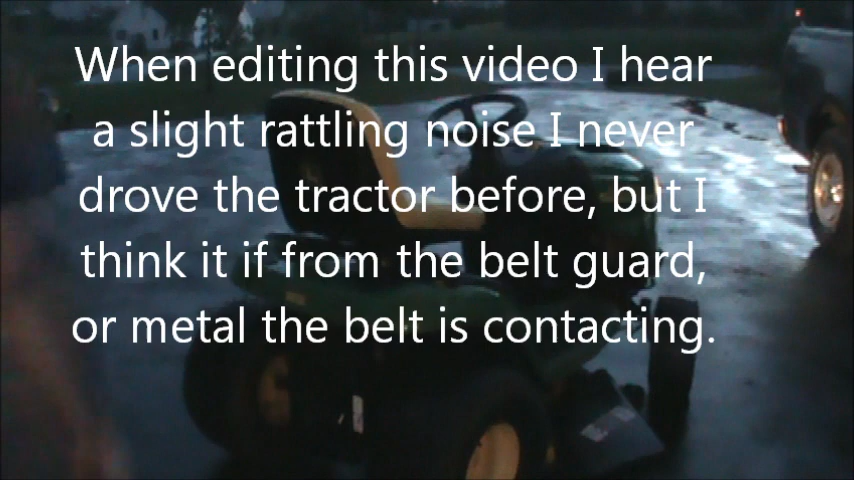 When editing this video I hear
a slight rattling noise I never
drove the tractor before, but I
think it if from the belt guard,
or metal the belt is contacting.